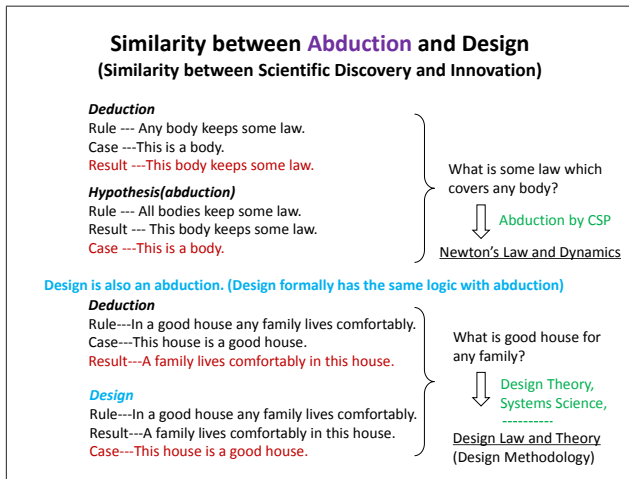 Similarity between Abduction and Design
(Similarity between Scientific Discovery and Innovation)
Deduction
Rule --- Any body keeps some law.
Case ---This is a body.
Result ---This body keeps some law.
Hypothesis(abduction)
Rule --- All bodies keep some law.
Result --- This body keeps some law.
Case ---This is a body.
What is some law which
covers any body?
Abduction by CSP
Newton's Law and Dynamics
Design is also an abduction. (Design formally has the same logic with abduction)
Deduction
Rule---In a good house any family lives comfortably.
Case---This house is a good house.
Result---A family lives comfortably in this house.
Design
Rule---In a good house any family lives comfortably.
Result---A family lives comfortably in this house.
Case---This house is a good house.
What is good house for
any family?
Design Theory,
Systems Science,
----------
Design Law and Theory
(Design Methodology)